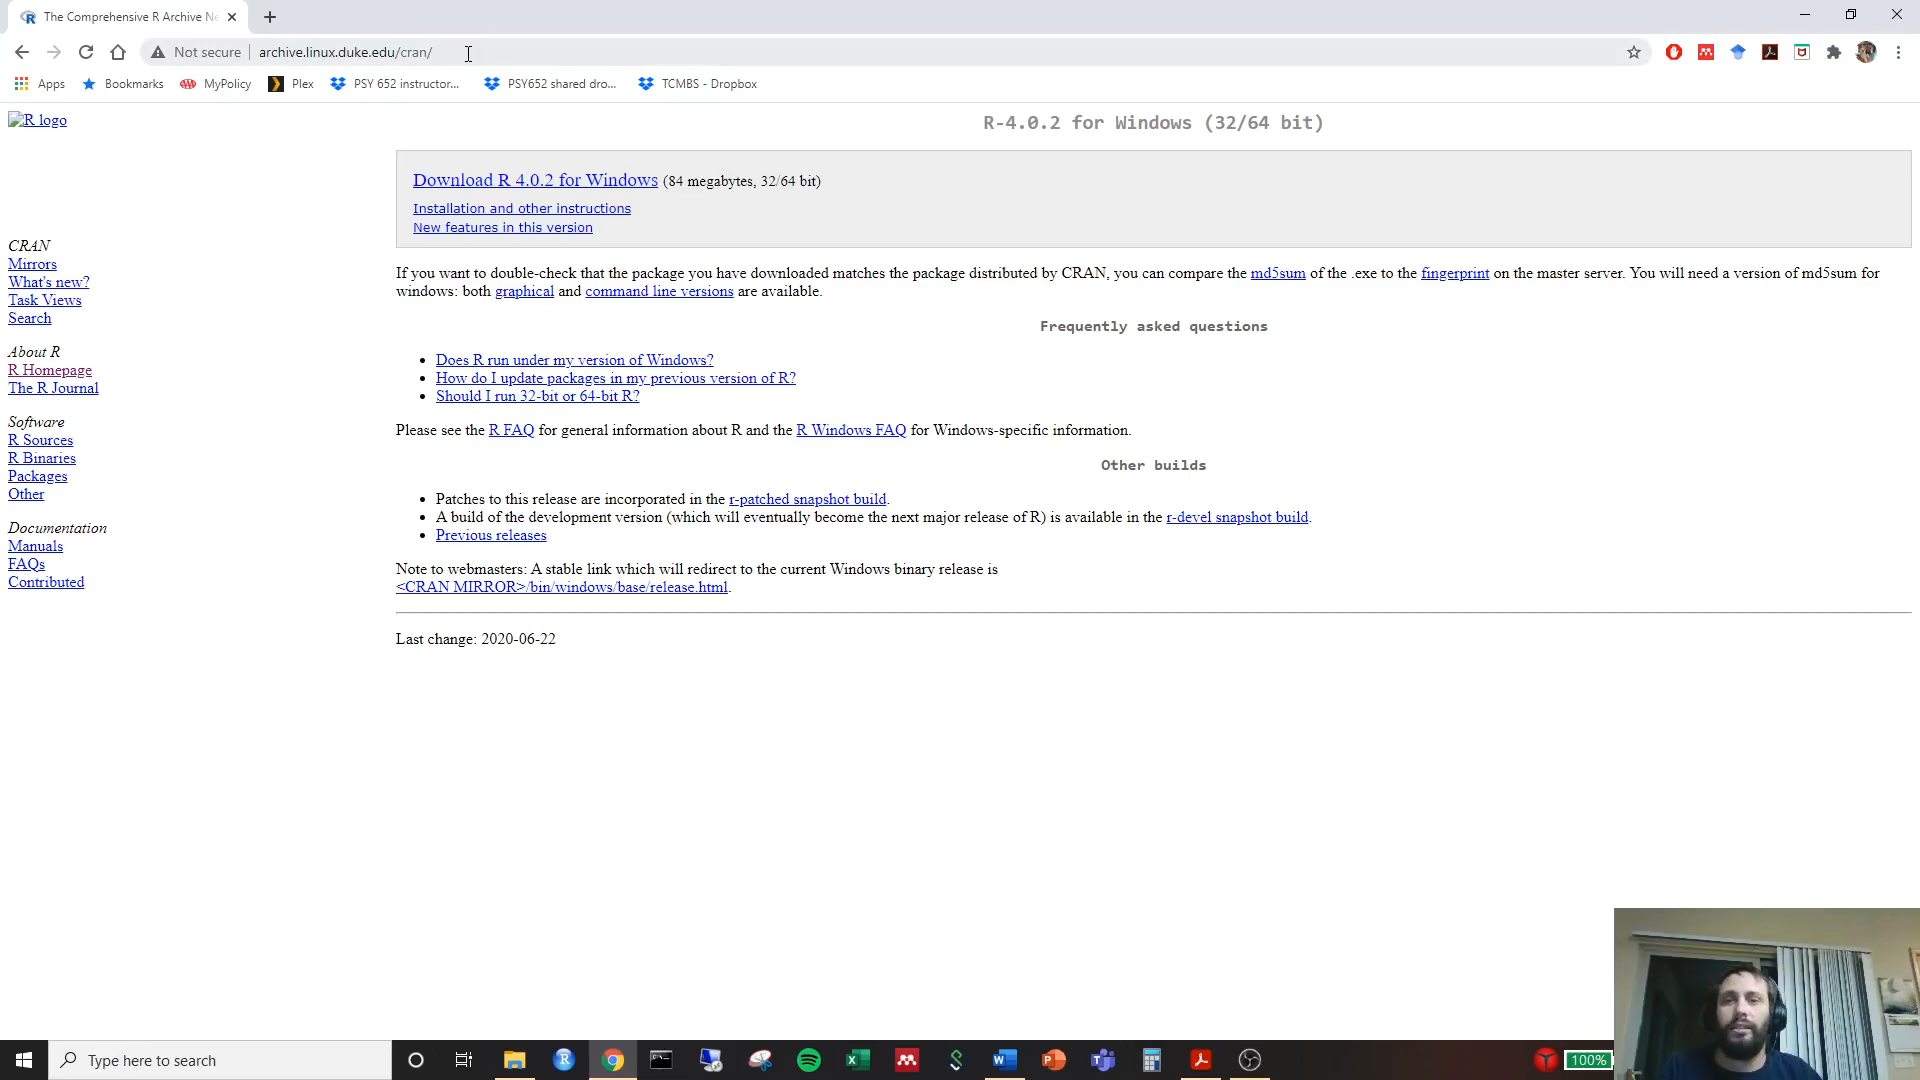 The Comprehensive R Archive Ne
Not secure
archive.linux.duke.edu/cran/
Apps
Bookmarks
MyPolicy
Plex
PSY 652 instructor...
PSY652 shared dro...
TCMBS - Dropbox
R logo
CRAN
Mirrors
What's new?
Task Views
Search
About R
R Homepage
The R Journal
Software
R Sources
R Binaries
Packages
Other
Documentation
Manuals
FAQs
Contributed
R-4.0.2 for Windows (32/64 bit)
Download R 4.0.2 for Windows (84 megabytes, 32/64 bit)
Installation and other instructions
New features in this version
If you want to double-check that the package you have downloaded matches the package distributed by CRAN, you can compare the md5sum of the .exe to the fingerprint on the master server. You will need a version of md5sum for
windows: both graphical and command line versions are available.
Frequently asked questions
• Does R run under my version of Windows?
• How do I update packages in my previous version of R?
• Should I run 32-bit or 64-bit R?
Please see the R FAQ for general information about R and the R Windows FAQ for Windows-specific information.
Other builds
• Patches to this release are incorporated in the r-patched snapshot build.
• A build of the development version (which will eventually become the next major release of R) is available in the r-devel snapshot build.
• Previous releases
Note to webmasters: A stable link which will redirect to the current Windows binary release is
<CRAN MIRROR>/bin/windows/base/release.html.
Last change: 2020-06-22
Type here to search
100%